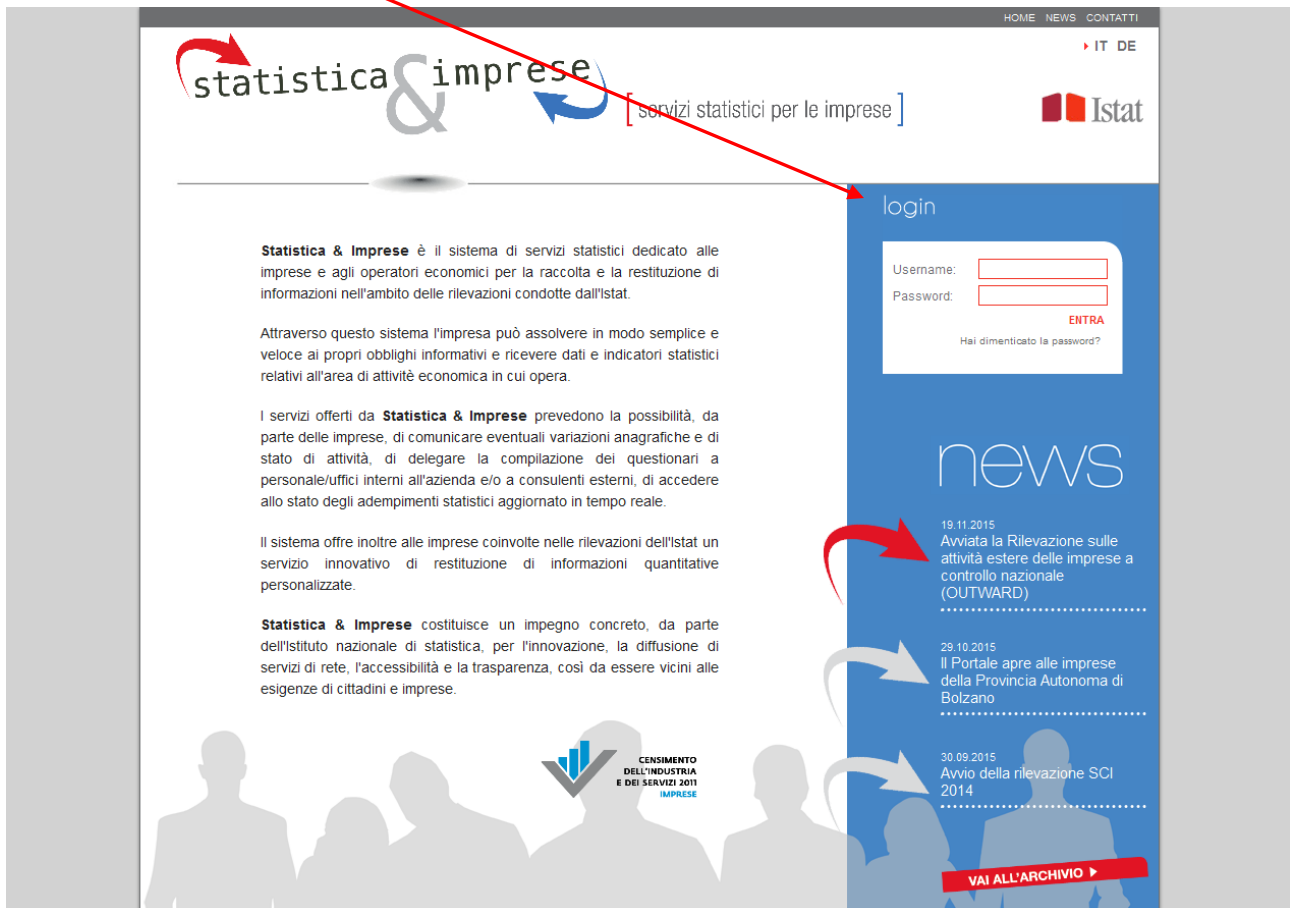 HOME NEWS CONTATTI
IT DE
statistica & imprese
[ servizi statistici per le imprese ]
Istat
login
Username:
Password:
ENTRA
Hai dimenticato la password?
Statistica & Imprese è il sistema di servizi statistici dedicato alle
imprese e agli operatori economici per la raccolta e la restituzione di
informazioni nell'ambito delle rilevazioni condotte dall'Istat.
Attraverso questo sistema l'impresa può assolvere in modo semplice e
veloce ai propri obblighi informativi e ricevere dati e indicatori statistici
relativi all'area di attivitè economica in cui opera.
I servizi offerti da Statistica & Imprese prevedono la possibilità, da
parte delle imprese, di comunicare eventuali variazioni anagrafiche e di
stato di attività, di delegare la compilazione dei questionari a
personale/uffici interni all'azienda e/o a consulenti esterni, di accedere
allo stato degli adempimenti statistici aggiornato in tempo reale.
Il sistema offre inoltre alle imprese coinvolte nelle rilevazioni dell'Istat un
servizio innovativo di restituzione di informazioni quantitative
personalizzate.
Statistica & Imprese costituisce un impegno concreto, da parte
dell'Istituto nazionale di statistica, per l'innovazione, la diffusione di
servizi di rete, l'accessibilità e la trasparenza, così da essere vicini alle
esigenze di cittadini e imprese.
CENSIMENTO
DELL'INDUSTRIA
E DEI SERVIZI 2011
IMPRESE
news
19.11.2015
Avviata la Rilevazione sulle
attività estere delle imprese a
controllo nazionale
(OUTWARD)
29.10.2015
Il Portale apre alle imprese
della Provincia Autonoma di
Bolzano
30.09.2015
Avvio della rilevazione SCI
2014
VAI ALL'ARCHIVIO